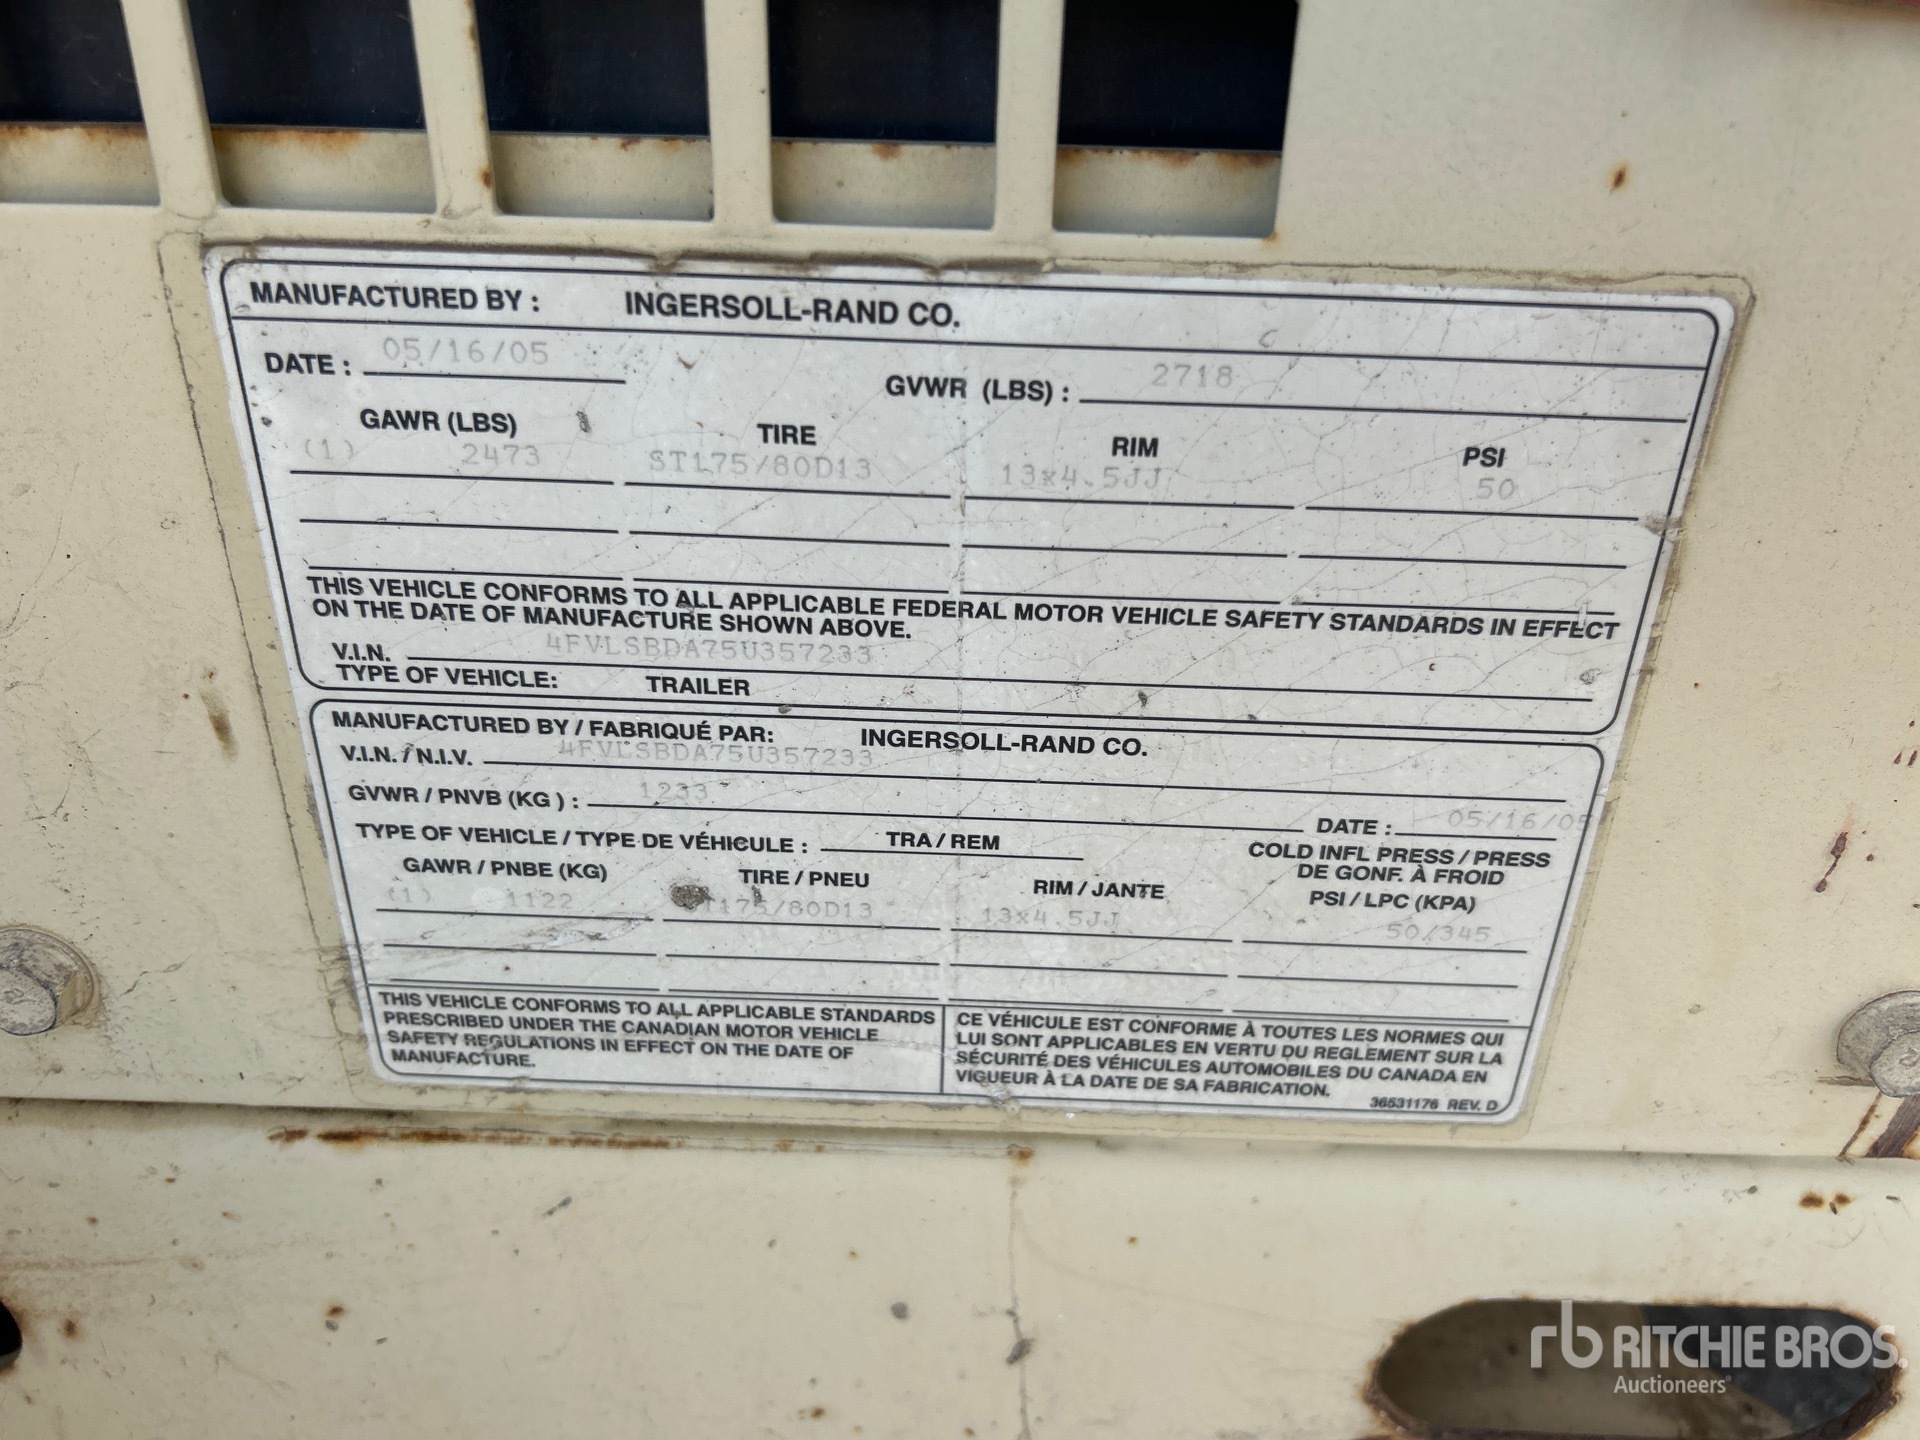 MANUFACTURED BY : INGERSOLL-RAND CO.
DATE : 05/16/05 GVWR (LBS) : 2718
GAWR (LBS) TIRE RIM PSI
(1) 2473 ST175/80D13 13x4.5JJ 50
THIS VEHICLE CONFORMS TO ALL APPLICABLE FEDERAL MOTOR VEHICLE SAFETY STANDARDS IN EFFECT
ON THE DATE OF MANUFACTURE SHOWN ABOVE.
V.I.N. 4FVLSBDA75U357233
TYPE OF VEHICLE: TRAILER
MANUFACTURED BY / FABRIQUÉ PAR: INGERSOLL-RAND CO.
V.I.N. / N.I.V. 4FVLSBDA75U357233
GVWR / PNVB (KG ) : 1233 DATE : 05/16/05
TYPE OF VEHICLE / TYPE DE VÉHICULE : TRA / REM
COLD INFL PRESS / PRESS
DE GONF. À FROID
GAWR / PNBE (KG) TIRE / PNEU RIM / JANTE PSI / LPC (KPA)
(1) 1122 ST175/80D13 13x4.5JJ 50/345
THIS VEHICLE CONFORMS TO ALL APPLICABLE STANDARDS
PRESCRIBED UNDER THE CANADIAN MOTOR VEHICLE
SAFETY REGULATIONS IN EFFECT ON THE DATE OF
MANUFACTURE.
CE VÉHICULE EST CONFORME À TOUTES LES NORMES QUI
LUI SONT APPLICABLES EN VERTU DU REGLEMENT SUR LA
SÉCURITÉ DES VÉHICULES AUTOMOBILES DU CANADA EN
VIGUEUR À LA DATE DE SA FABRICATION.
36531176 REV. D
rb RITCHIE BROS.
Auctioneers